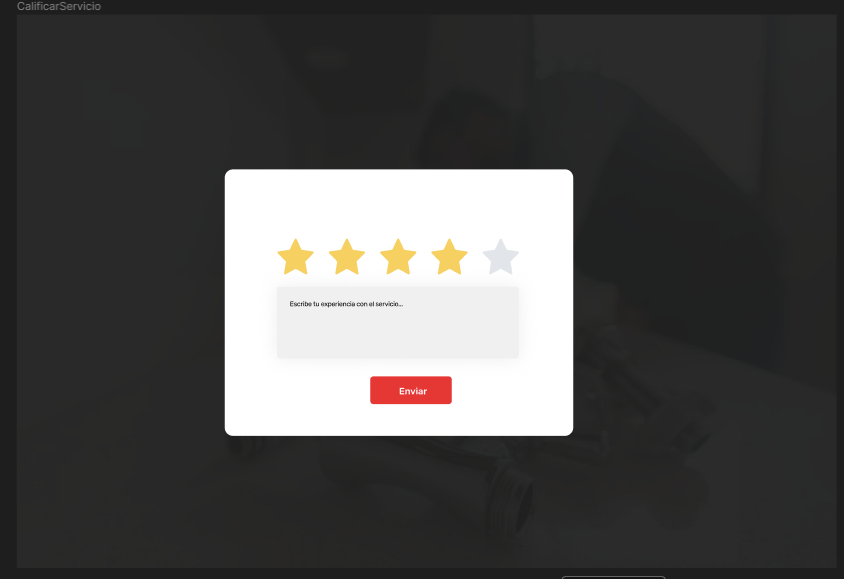 CalificarServicio
Escribe tu experiencia con el servicio...
Enviar